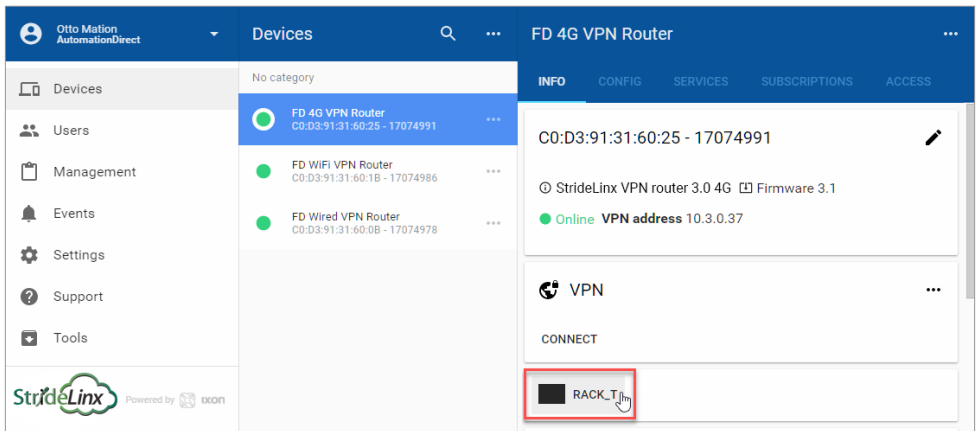 Otto Mation
AutomationDirect
Devices
Users
Management
Events
Settings
Support
Tools
StrideLinx
Powered by IXON
Devices
No category
FD 4G VPN Router
C0:D3:91:31:60:25 - 17074991
FD WiFi VPN Router
C0:D3:91:31:60:1B - 17074986
FD Wired VPN Router
C0:D3:91:31:60:0B - 17074978
FD 4G VPN Router
INFO CONFIG SERVICES SUBSCRIPTIONS ACCESS
C0:D3:91:31:60:25 - 17074991
StrideLinx VPN router 3.0 4G Firmware 3.1
Online VPN address 10.3.0.37
VPN
CONNECT
RACK_T